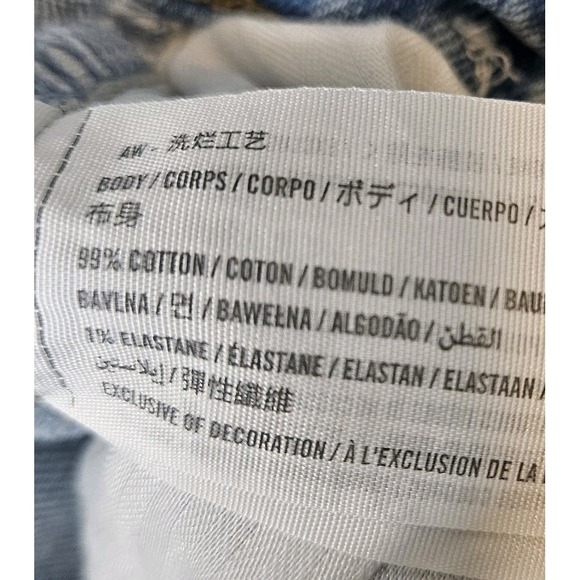 AW - 洗烂工艺
BODY / CORPS / CORPO / ボディ / CUERPO /
布身
99% COTTON / COTON / BOMULD / KATOEN /
BAVLNA / 면 / BAWEŁNA / ALGODÃO / القطن
1% ELASTANE / ÉLASTANE / ELASTAN / ELASTAAN /
إيلاستين / 彈性纖維
EXCLUSIVE OF DECORATION / À L'EXCLUSION DE LA